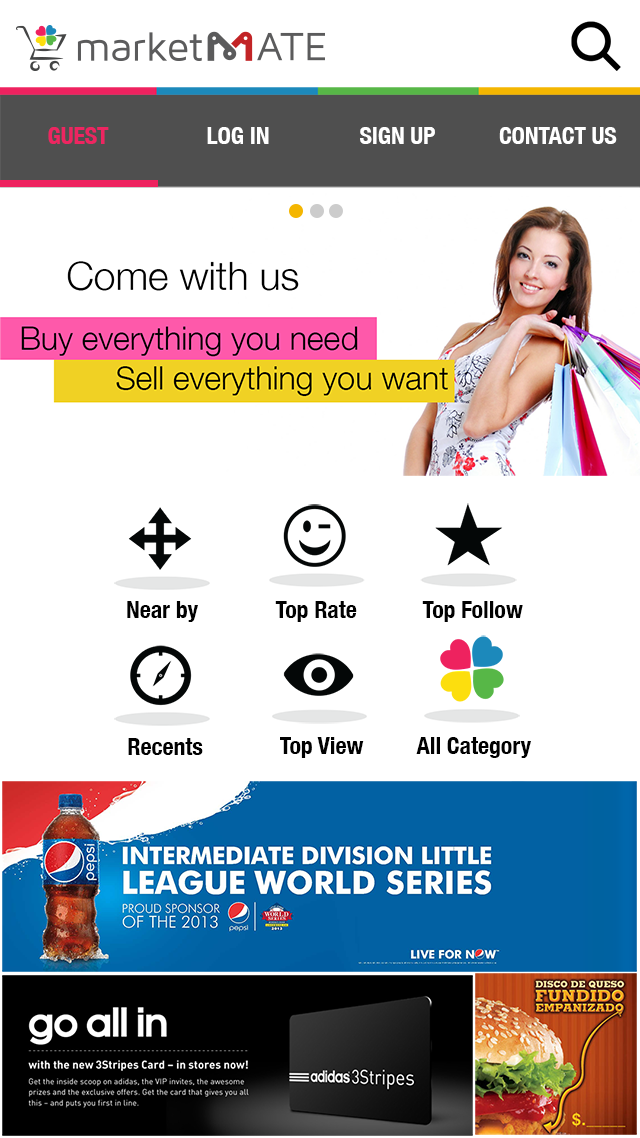 marketMATE
GUEST
LOG IN
SIGN UP
CONTACT US
Come with us
Buy everything you need
Sell everything you want
Near by
Top Rate
Top Follow
Recents
Top View
All Category
pepsi
INTERMEDIATE DIVISION LITTLE
LEAGUE WORLD SERIES
PROUD SPONSOR
OF THE 2013
pepsi
WORLD
SERIES
2013
LIVE FOR NOW
go all in
with the new 3Stripes Card – in stores now!
Get the inside scoop on adidas, the VIP invites, the awesome
prizes and the exclusive offers. Get the card that gives you all
this – and puts you first in line.
adidas 3Stripes
DISCO DE QUESO
FUNDIDO
EMPANIZADO
$.______